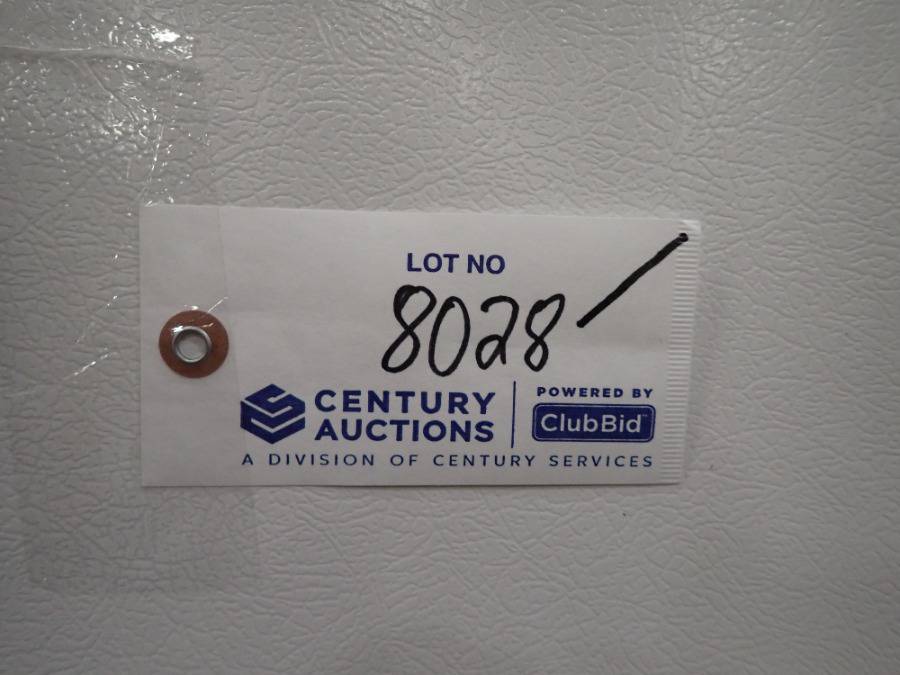 LOT NO
8028
CENTURY AUCTIONS
POWERED BY
ClubBid
A DIVISION OF CENTURY SERVICES